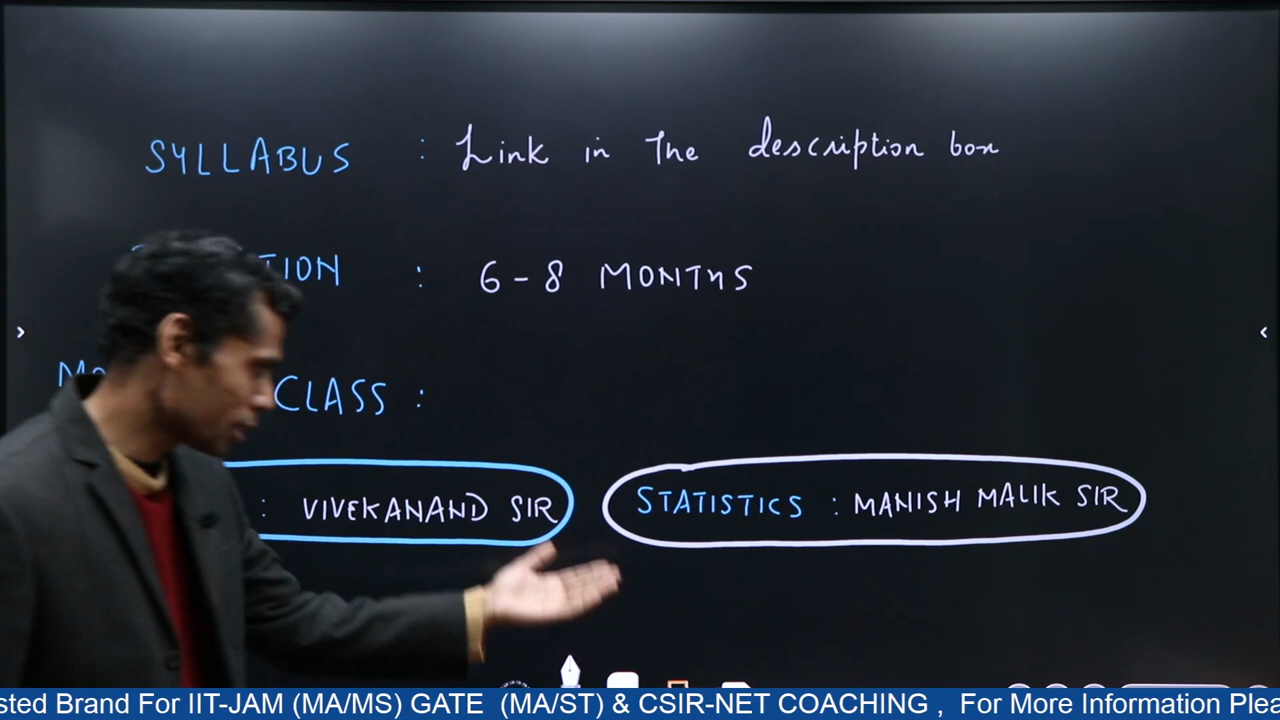 SYLLABUS : Link in The description box
TION : 6-8 MONTHS
CLASS :
: VIVEKANAND SIR
STATISTICS : MANISH MALIK SIR
sted Brand For IIT-JAM (MA/MS) GATE (MA/ST) & CSIR-NET COACHING , For More Information Plea